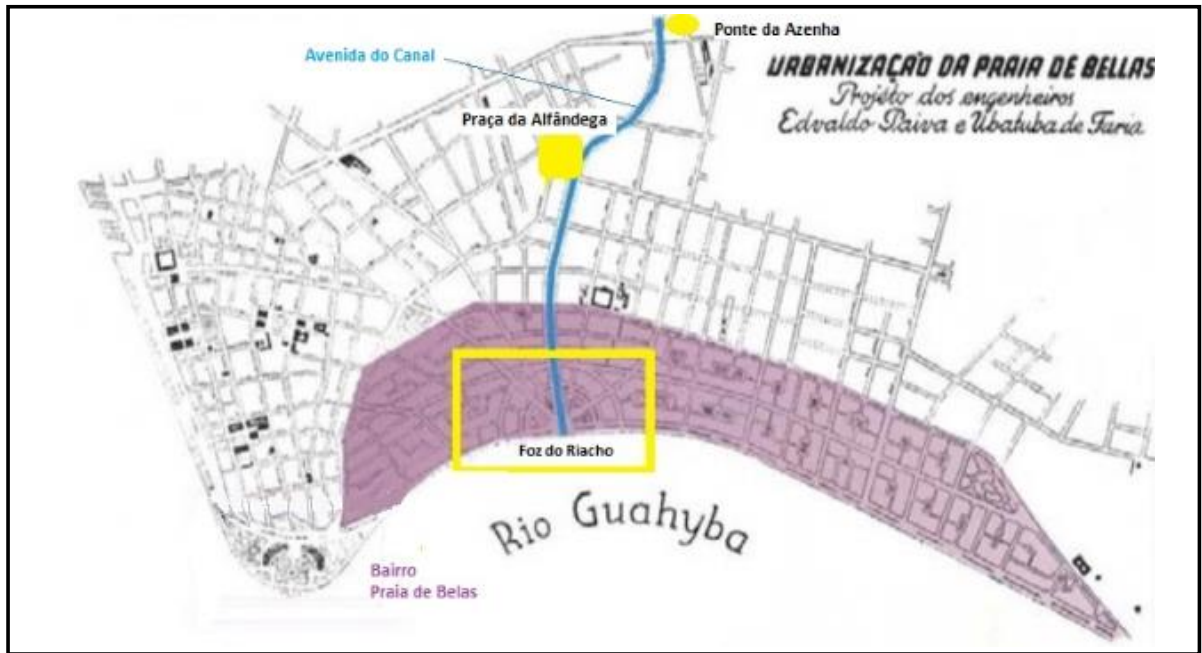 Ponte da Azenha
Avenida do Canal
URBANIZAÇÃO DA PRAIA DE BELLAS
Projéto dos engenheiros
Edvaldo Paiva e Ubatuba de Faria
Praça da Alfândega
Foz do Riacho
Rio Guahyba
Bairro
Praia de Belas